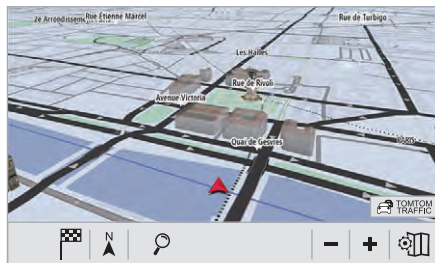 2e Arrondissem
Rue Étienne Marcel
Rue de Turbigo
Les Halles
Rue de Rivoli
Avenue Victoria
Quai de Gesvres
PARIS
TOMTOM
TRAFFIC
N